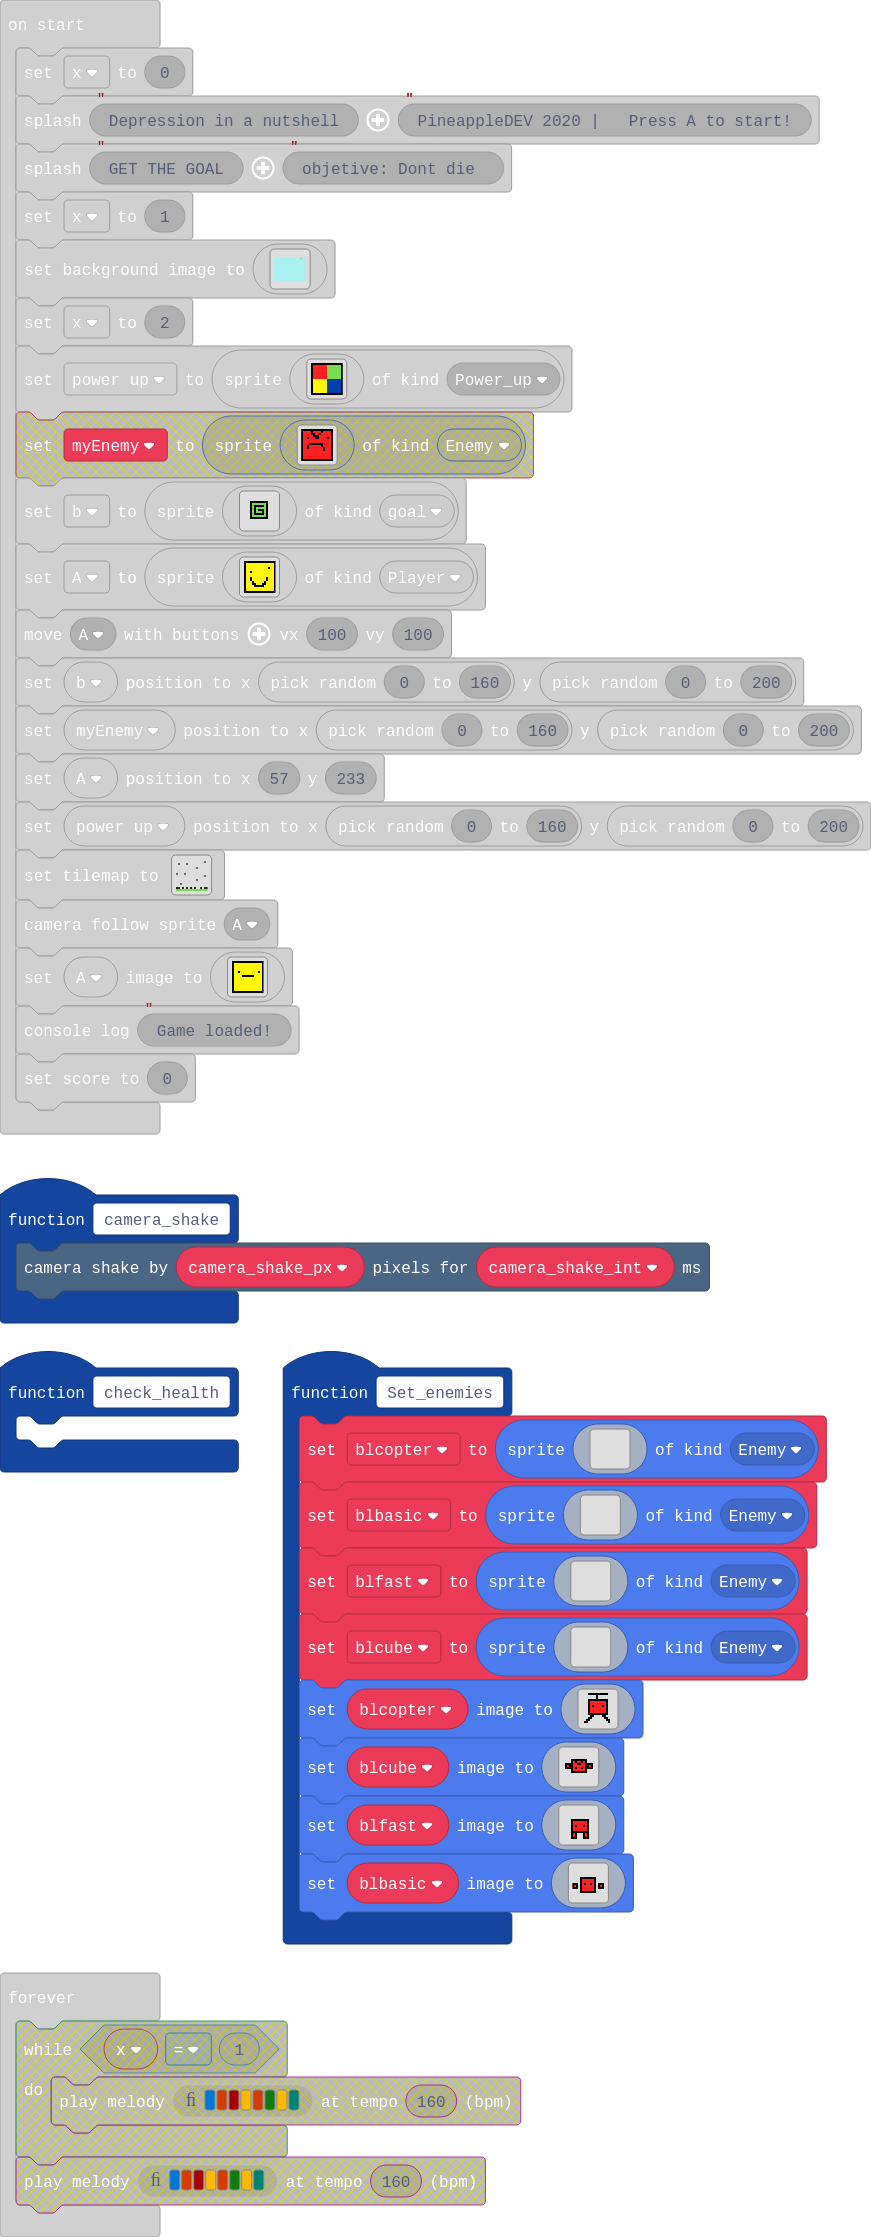 on start
set x to 0
splash " Depression in a nutshell " PineappleDEV 2020 | Press A to start!
splash " GET THE GOAL " objetive: Dont die
set x to 1
set background image to
set x to 2
set power up to sprite of kind Power_up
set myEnemy to sprite of kind Enemy
set b to sprite of kind goal
set A to sprite of kind Player
move A with buttons vx 100 vy 100
set b position to x pick random 0 to 160 y pick random 0 to 200
set myEnemy position to x pick random 0 to 160 y pick random 0 to 200
set A position to x 57 y 233
set power up position to x pick random 0 to 160 y pick random 0 to 200
set tilemap to
camera follow sprite A
set A image to
console log " Game loaded!
set score to 0
function camera_shake
camera shake by camera_shake_px pixels for camera_shake_int ms
function check_health
function Set_enemies
set blcopter to sprite of kind Enemy
set blbasic to sprite of kind Enemy
set blfast to sprite of kind Enemy
set blcube to sprite of kind Enemy
set blcopter image to
set blcube image to
set blfast image to
set blbasic image to
forever
while x = 1
do
play melody at tempo 160 (bpm)
play melody at tempo 160 (bpm)